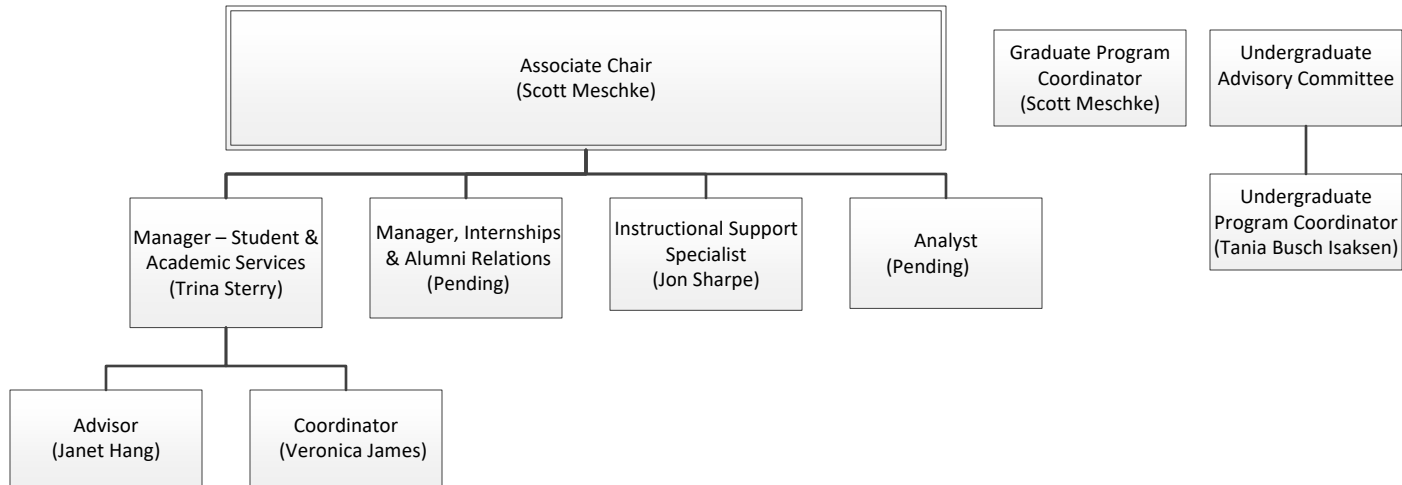 Associate Chair
(Scott Meschke)
Graduate Program
Coordinator
(Scott Meschke)
Undergraduate
Advisory Committee
Manager – Student &
Academic Services
(Trina Sterry)
Manager, Internships
& Alumni Relations
(Pending)
Instructional Support
Specialist
(Jon Sharpe)
Analyst
(Pending)
Undergraduate
Program Coordinator
(Tania Busch Isaksen)
Advisor
(Janet Hang)
Coordinator
(Veronica James)